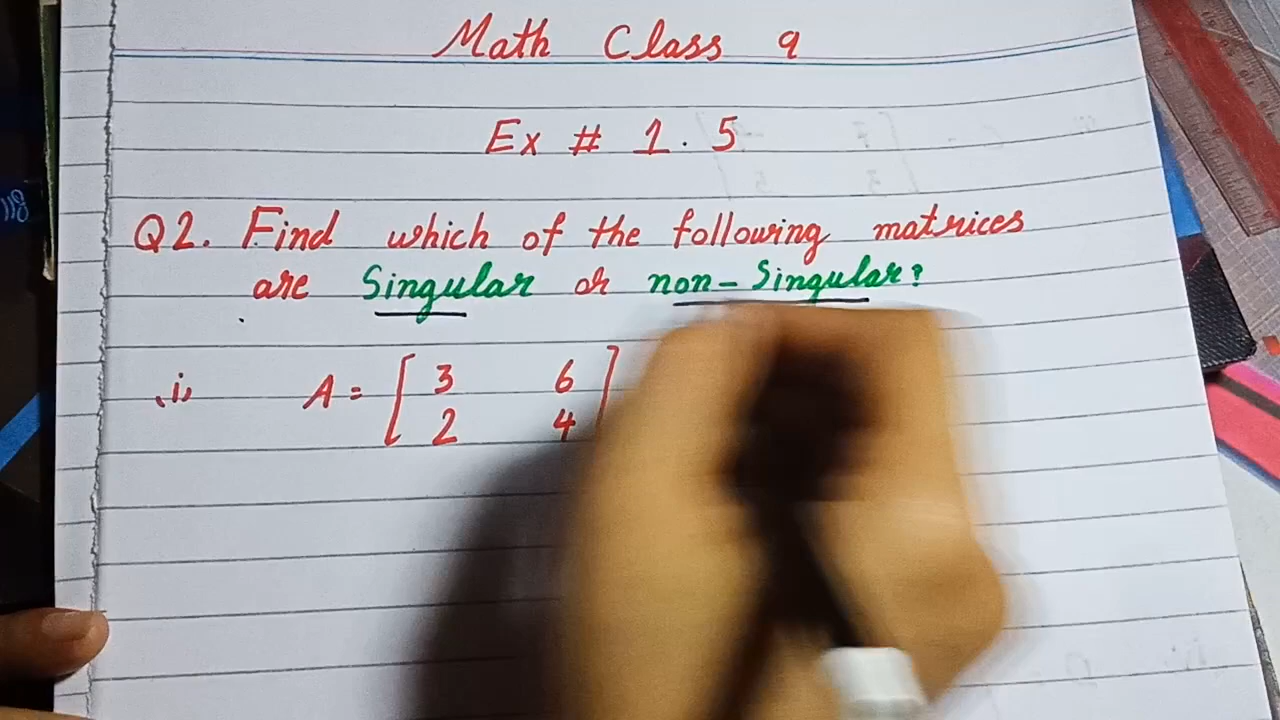 Math Class 9
Ex # 1.5
Q2. Find which of the following matrices
are Singular or non-Singular?
(i) A = [ 3 6
2 4 ]